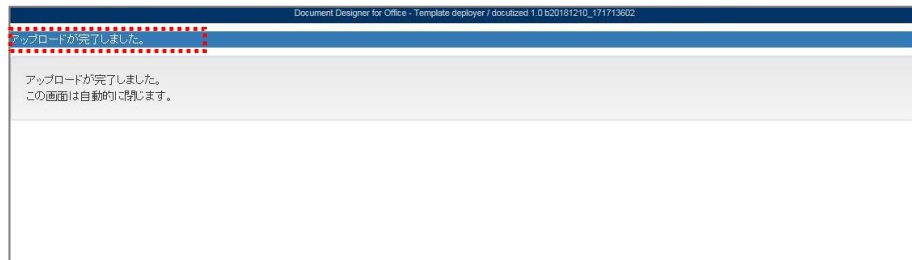 Document Designer for Office - Template deployer / docutized 1.0 b20181210_171713602
アップロードが完了しました。
アップロードが完了しました。
この画面は自動的に閉じます。